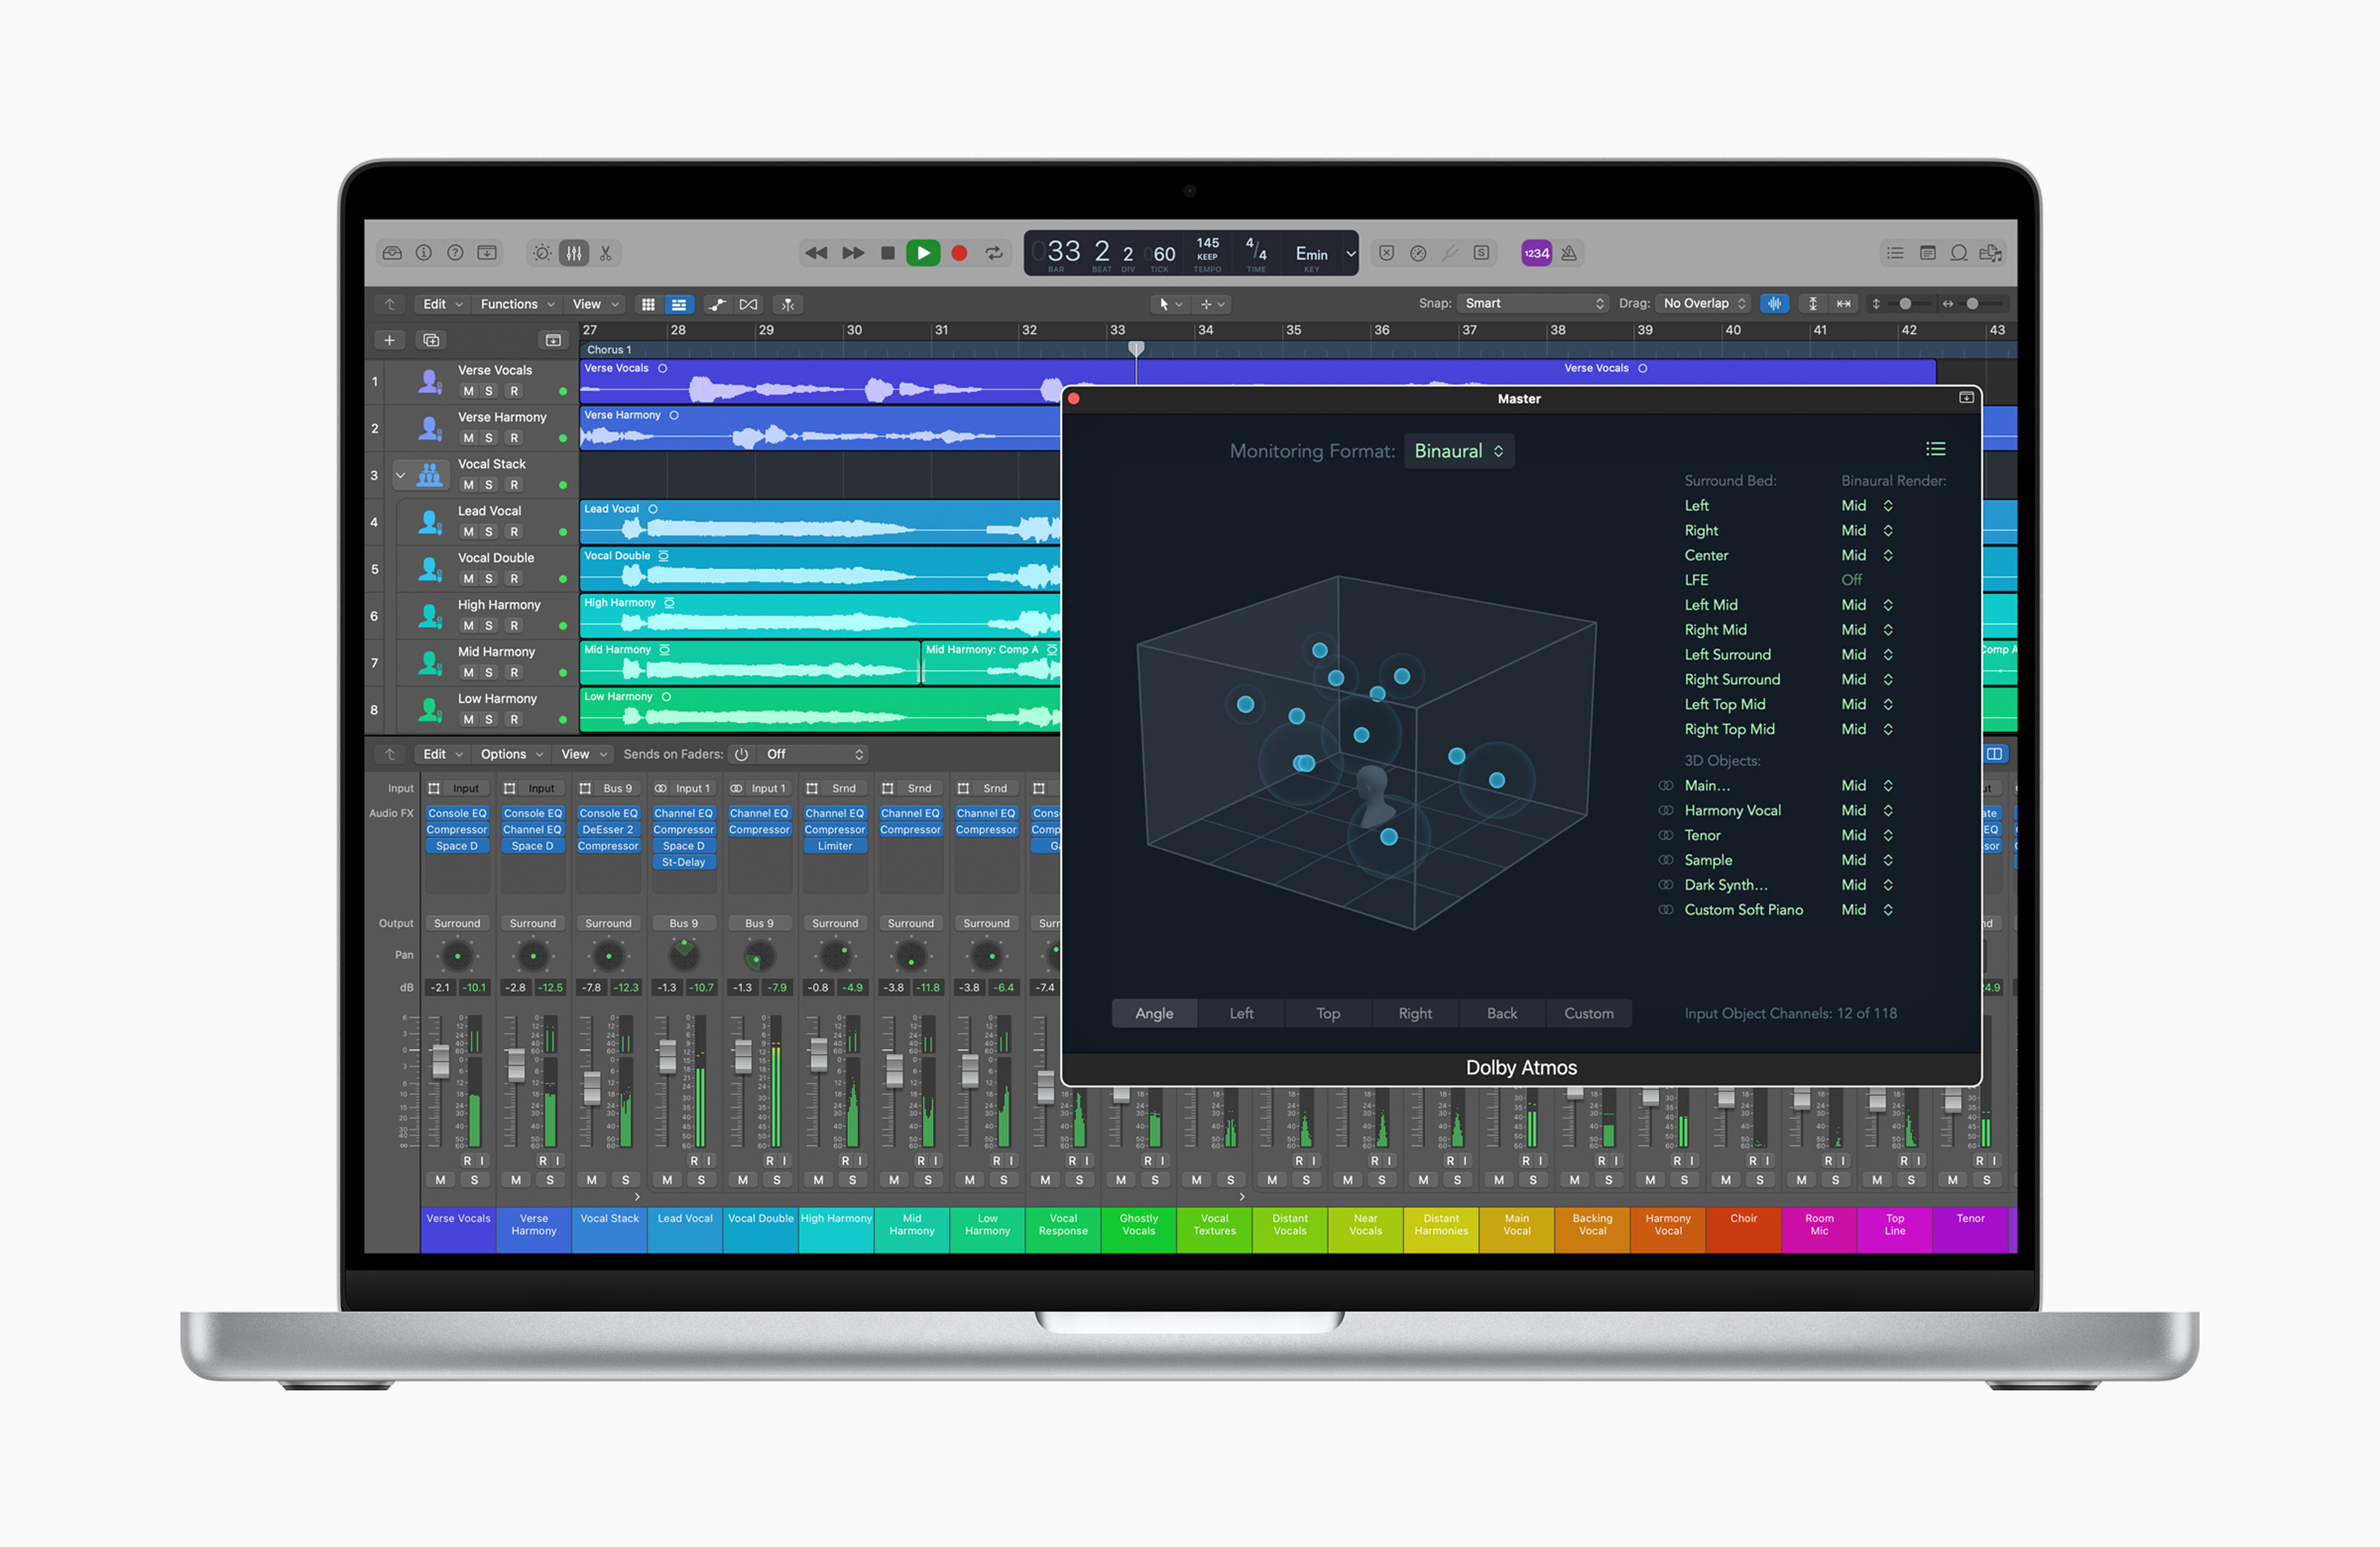 033 2 2 060 145 4/4 Emin
KEEP
BAR BEAT DIV TICK TEMPO TIME KEY
S
1234
Edit Functions View
Snap: Smart Drag: No Overlap
27 28 29 30 31 32 33 34 35 36 37 38 39 40 41 42 43
Chorus 1
1 Verse Vocals
M S R
Verse Vocals
Verse Vocals
2 Verse Harmony
M S R
Verse Harmony
3 Vocal Stack
M S R
4 Lead Vocal
M S R
Lead Vocal
5 Vocal Double
M S R
Vocal Double
6 High Harmony
M S R
High Harmony
7 Mid Harmony
M S R
Mid Harmony
Mid Harmony: Comp A
Comp A
8 Low Harmony
M S R
Low Harmony
Master
Monitoring Format: Binaural
Surround Bed: Binaural Render:
Left Mid
Right Mid
Center Mid
LFE Off
Left Mid Mid
Right Mid Mid
Left Surround Mid
Right Surround Mid
Left Top Mid Mid
Right Top Mid Mid
3D Objects:
Main... Mid
Harmony Vocal Mid
Tenor Mid
Sample Mid
Dark Synth... Mid
Custom Soft Piano Mid
Angle Left Top Right Back Custom
Input Object Channels: 12 of 118
Dolby Atmos
Edit Options View Sends on Faders: Off
Input Input Input Bus 9 Input 1 Input 1 Srnd Srnd Srnd
Audio FX Console EQ Console EQ Console EQ Channel EQ Channel EQ Channel EQ Channel EQ Channel EQ
Compressor Channel EQ DeEsser 2 Compressor Compressor Compressor Compressor Compressor
Space D Space D Compressor Space D Limiter
St-Delay
Output Surround Surround Surround Bus 9 Bus 9 Surround Surround Surround
Pan
dB -2.1 -10.1 -2.8 -12.5 -7.8 -12.3 -1.3 -10.7 -1.3 -7.9 -0.8 -4.9 -3.8 -11.8 -3.8 -6.4 -7.4
R I R I R I R I R I R I R I R I R I R I R I R I R I R I R I R I R I R I R I
M S M S M S M S M S M S M S M S M S M S M S M S M S M S M S M S M S M S M S M S M S
Verse Vocals Verse Harmony Vocal Stack Lead Vocal Vocal Double High Harmony Mid Harmony Low Harmony Vocal Response Ghostly Vocals Vocal Textures Distant Vocals Near Vocals Distant Harmonies Main Vocal Backing Vocal Harmony Vocal Choir Room Mic Top Line Tenor